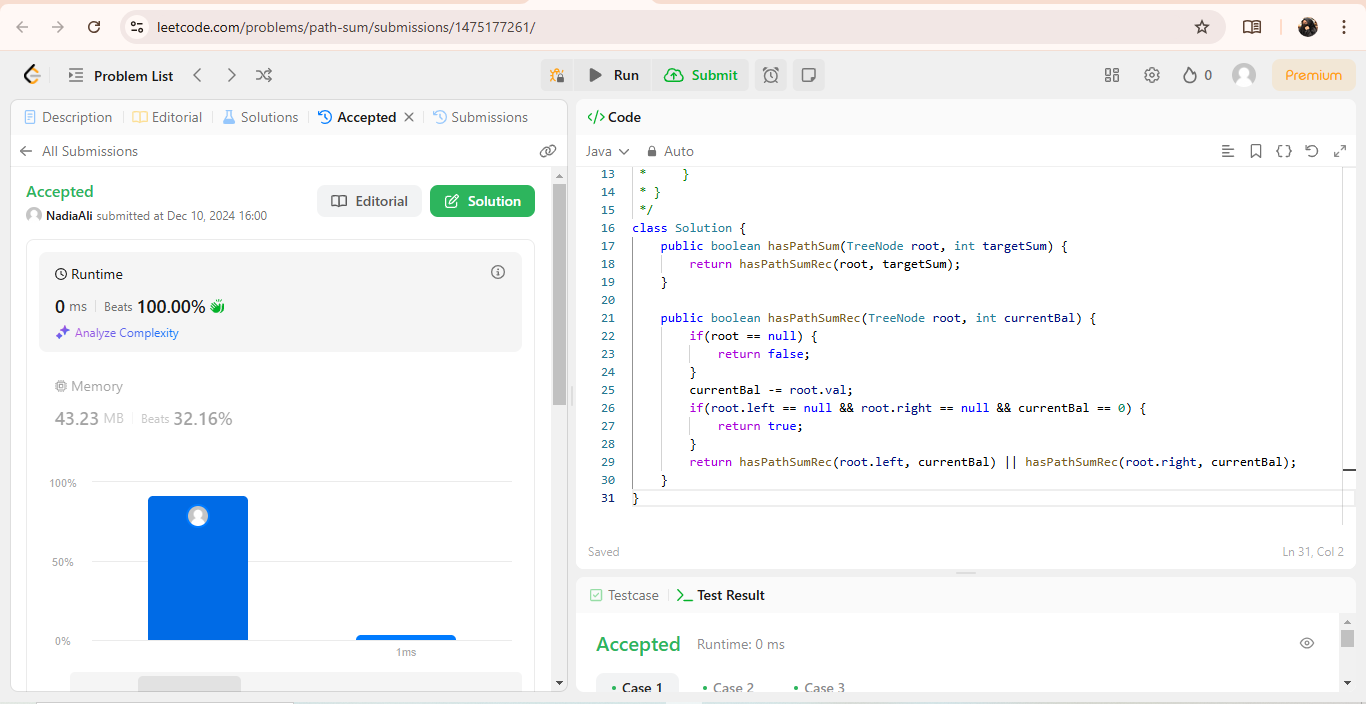 leetcode.com/problems/path-sum/submissions/1475177261/
Problem List
Run
Submit
0
Premium
Description
Editorial
Solutions
Accepted
Submissions
All Submissions
Accepted
NadiaAli submitted at Dec 10, 2024 16:00
Editorial
Solution
Runtime
0 ms
Beats 100.00%
Analyze Complexity
Memory
43.23 MB
Beats 32.16%
100%
50%
0%
1ms
Code
Java
Auto
13  *     }
14  * }
15  */
16 class Solution {
17     public boolean hasPathSum(TreeNode root, int targetSum) {
18         return hasPathSumRec(root, targetSum);
19     }
20
21     public boolean hasPathSumRec(TreeNode root, int currentBal) {
22         if(root == null) {
23             return false;
24         }
25         currentBal -= root.val;
26         if(root.left == null && root.right == null && currentBal == 0) {
27             return true;
28         }
29         return hasPathSumRec(root.left, currentBal) || hasPathSumRec(root.right, currentBal);
30     }
31 }
Saved
Ln 31, Col 2
Testcase
Test Result
Accepted
Runtime: 0 ms
Case 1
Case 2
Case 3